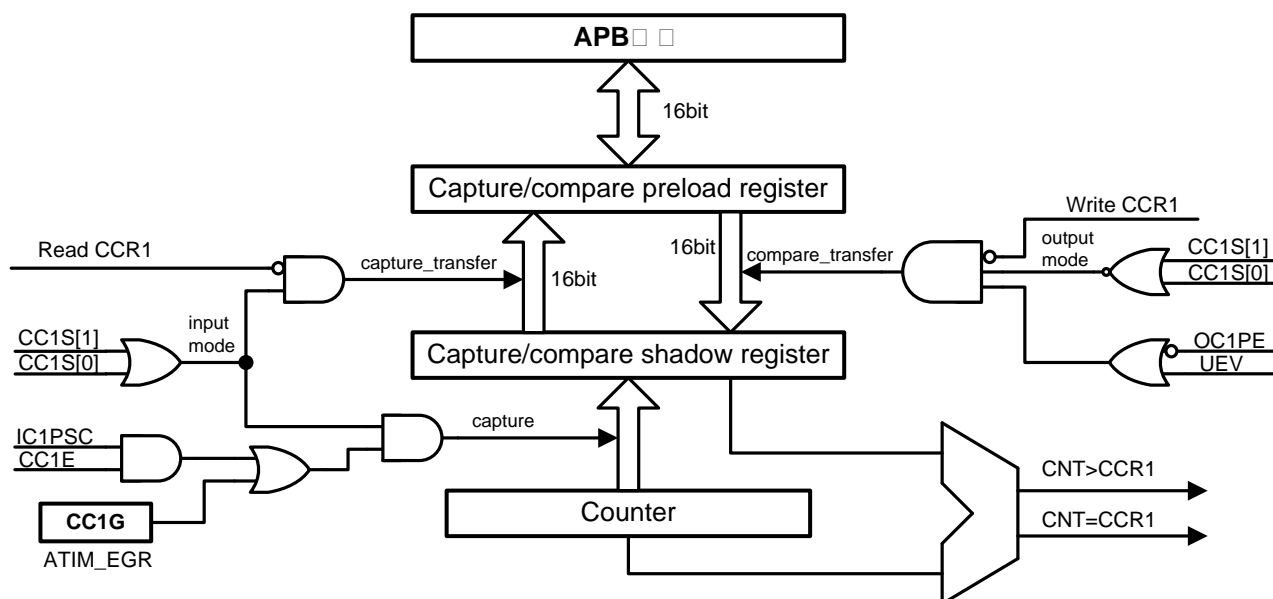 APB
16bit
Capture/compare preload register
Write CCR1
Read CCR1
capture_transfer
16bit
16bit
compare_transfer
output
mode
CC1S[1]
CC1S[0]
CC1S[1]
CC1S[0]
input
mode
Capture/compare shadow register
OC1PE
UEV
IC1PSC
CC1E
capture
CC1G
ATIM_EGR
Counter
CNT>CCR1
CNT=CCR1